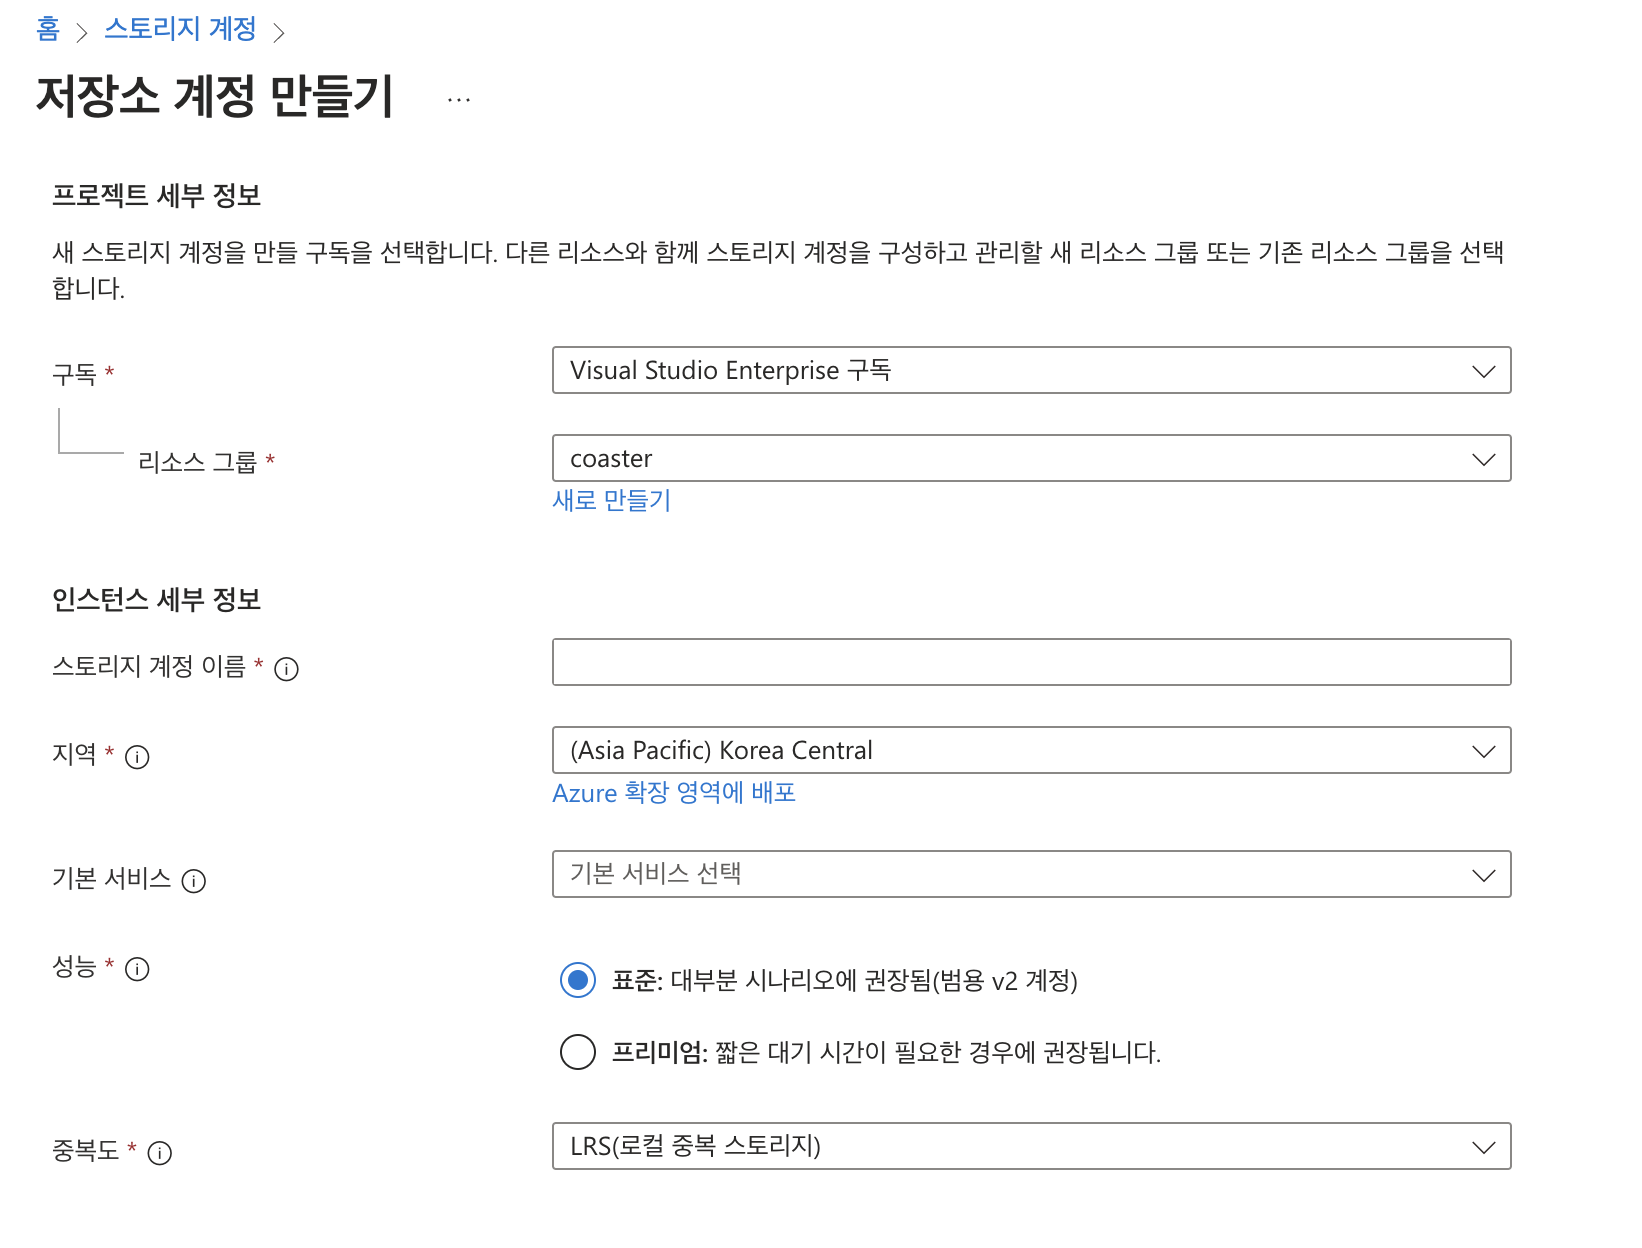 홈 > 스토리지 계정 >
저장소 계정 만들기 ...
프로젝트 세부 정보
새 스토리지 계정을 만들 구독을 선택합니다. 다른 리소스와 함께 스토리지 계정을 구성하고 관리할 새 리소스 그룹 또는 기존 리소스 그룹을 선택
합니다.
구독 * Visual Studio Enterprise 구독
리소스 그룹 * coaster
새로 만들기
인스턴스 세부 정보
스토리지 계정 이름 *
지역 * (Asia Pacific) Korea Central
Azure 확장 영역에 배포
기본 서비스 기본 서비스 선택
성능 * 표준: 대부분 시나리오에 권장됨(범용 v2 계정)
프리미엄: 짧은 대기 시간이 필요한 경우에 권장됩니다.
중복도 * LRS(로컬 중복 스토리지)